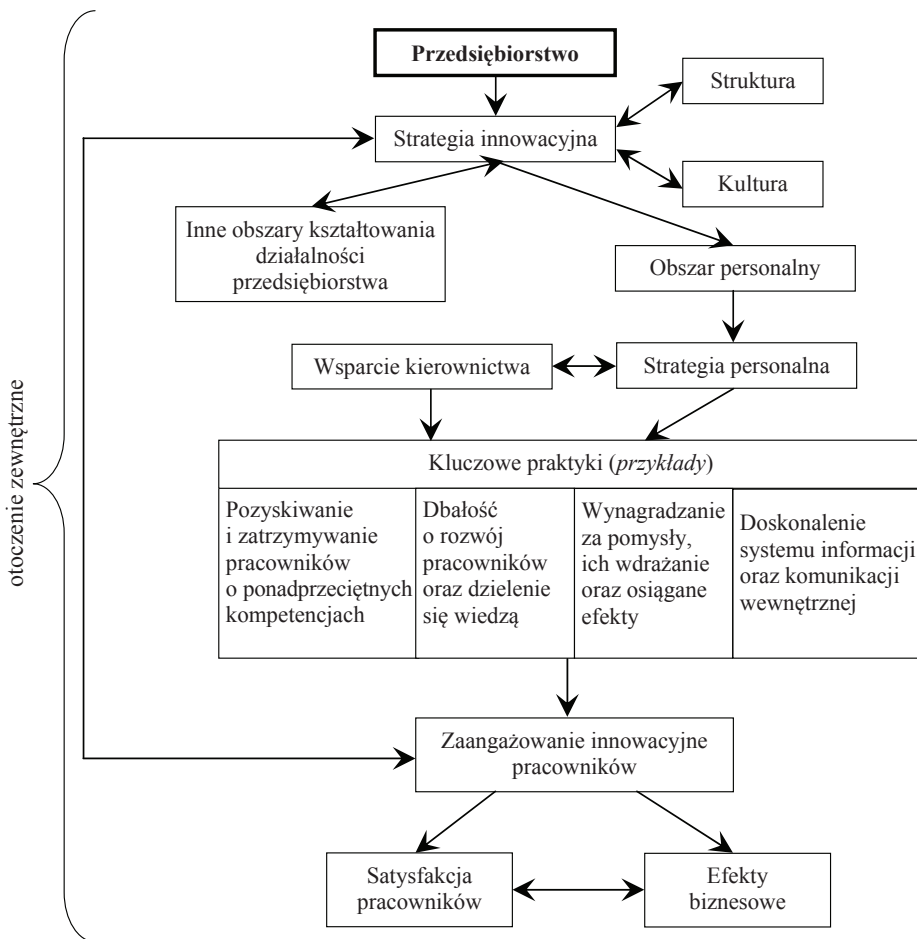 Przedsiębiorstwo
Struktura
Strategia innowacyjna
Kultura
Inne obszary kształtowania
działalności
przedsiębiorstwa
Obszar personalny
Wsparcie kierownictwa
Strategia personalna
otoczenie zewnętrzne
Kluczowe praktyki (przykłady)
Pozyskiwanie
i zatrzymywanie
pracowników
o ponadprzeciętnych
kompetencjach
Dbałość
o rozwój
pracowników
oraz dzielenie
się wiedzą
Wynagradzanie
za pomysły,
ich wdrażanie
oraz osiągane
efekty
Doskonalenie
systemu informacji
oraz komunikacji
wewnętrznej
Zaangażowanie innowacyjne
pracowników
Satysfakcja
pracowników
Efekty
biznesowe